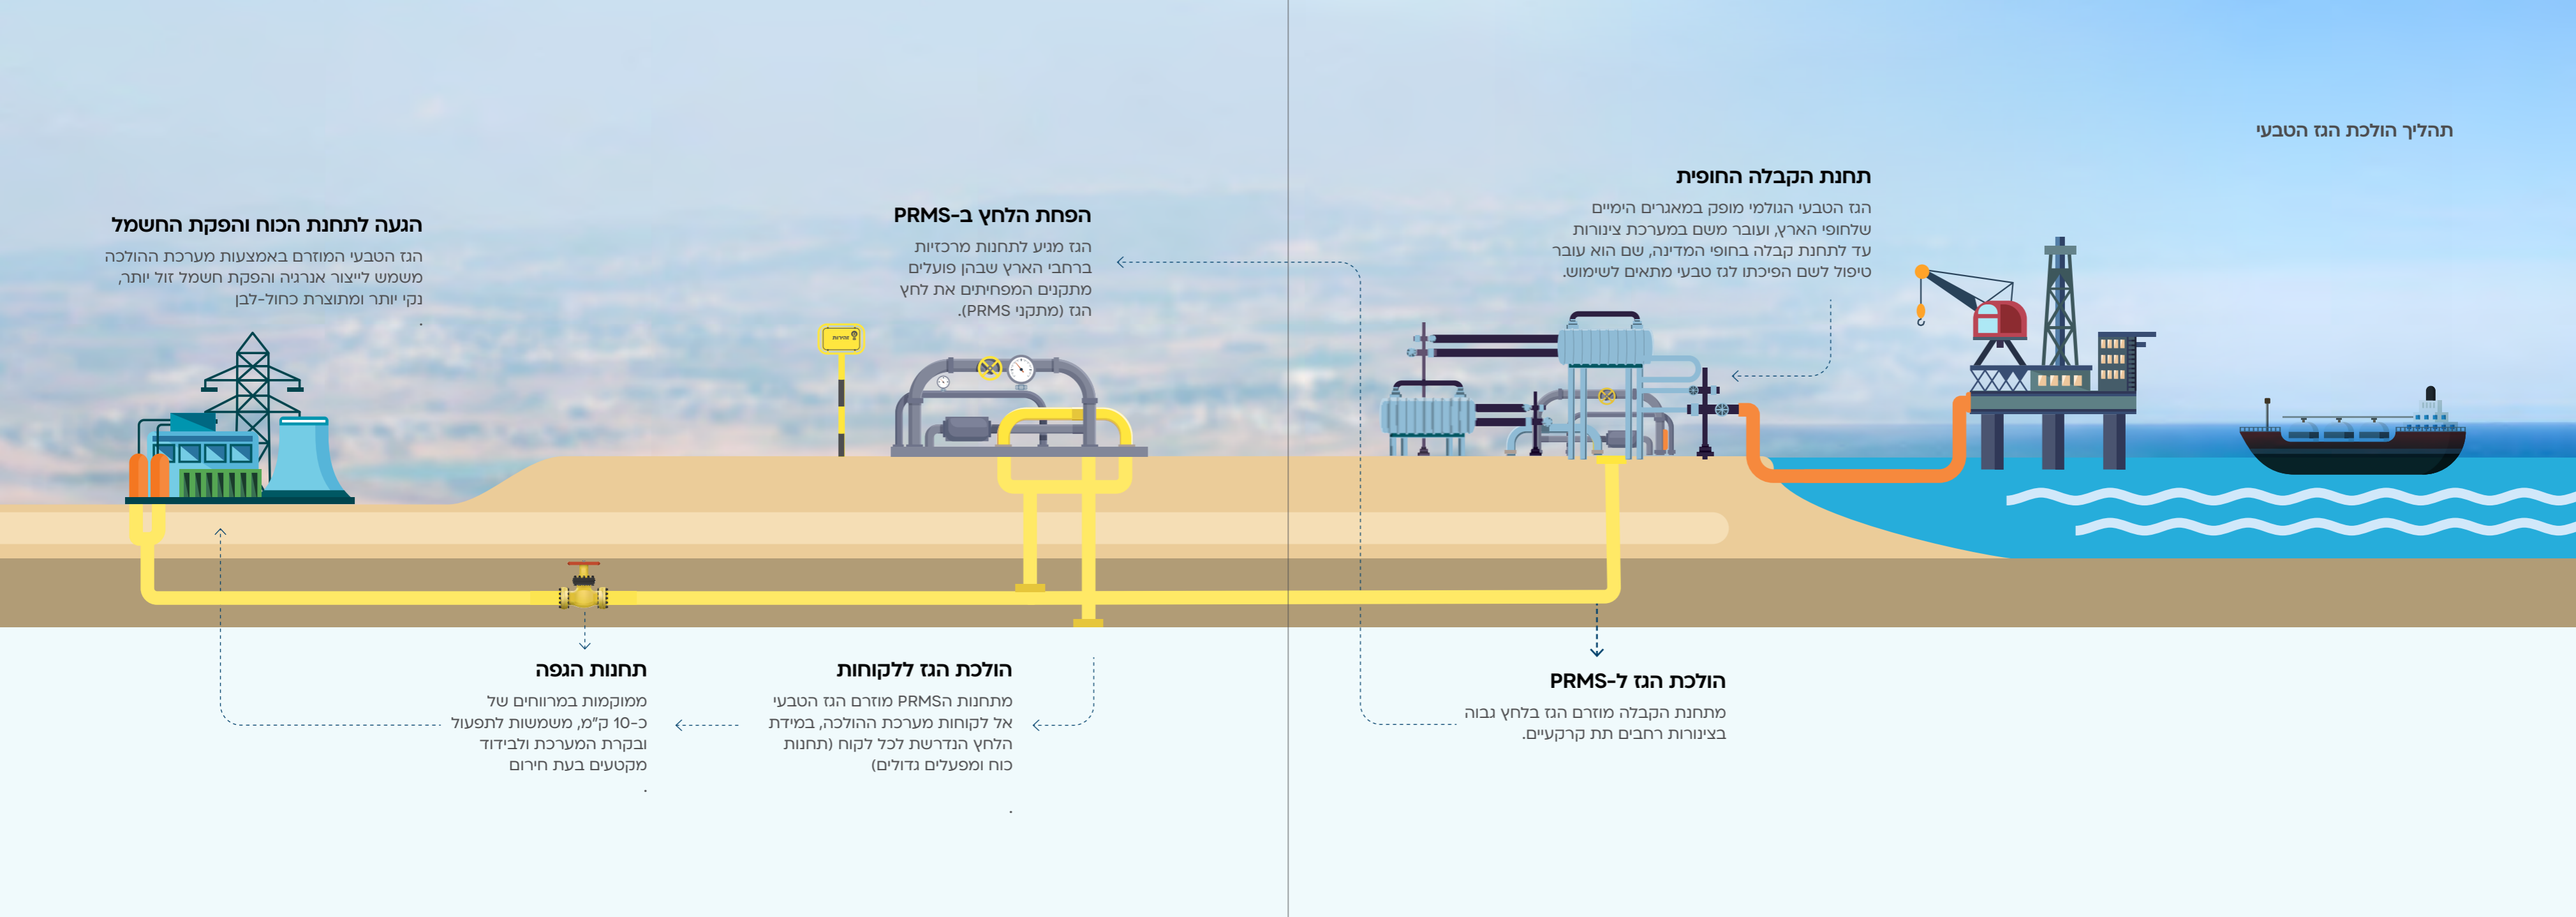 תהליך הולכת הגז הטבעי
תחנת הקבלה החופית
הגז הטבעי הגולמי מופק במאגרים הימיים
שלחופי הארץ, ועובר משם במערכת צינורות
עד לתחנת קבלה בחופי המדינה, שם הוא עובר
טיפול לשם הפיכתו לגז טבעי מתאים לשימוש.
הולכת הגז ל-PRMS
מתחנת הקבלה מוזרם הגז בלחץ גבוה
בצינורות רחבים תת קרקעיים.
הפחת הלחץ ב-PRMS
הגז מגיע לתחנות מרכזיות
ברחבי הארץ שבהן פועלים
מתקנים המפחיתים את לחץ
הגז (מתקני PRMS).
זהירות
הולכת הגז ללקוחות
מתחנות הPRMS מוזרם הגז הטבעי
אל לקוחות מערכת ההולכה, במידת
הלחץ הנדרשת לכל לקוח (תחנות
כוח ומפעלים גדולים)
.
תחנות הגפה
ממוקמות במרווחים של
כ-10 ק"מ, משמשות לתפעול
ובקרת המערכת ולבידוד
מקטעים בעת חירום
.
הגעה לתחנת הכוח והפקת החשמל
הגז הטבעי המוזרם באמצעות מערכת ההולכה
משמש לייצור אנרגיה והפקת חשמל זול יותר,
נקי יותר ומתוצרת כחול-לבן
.